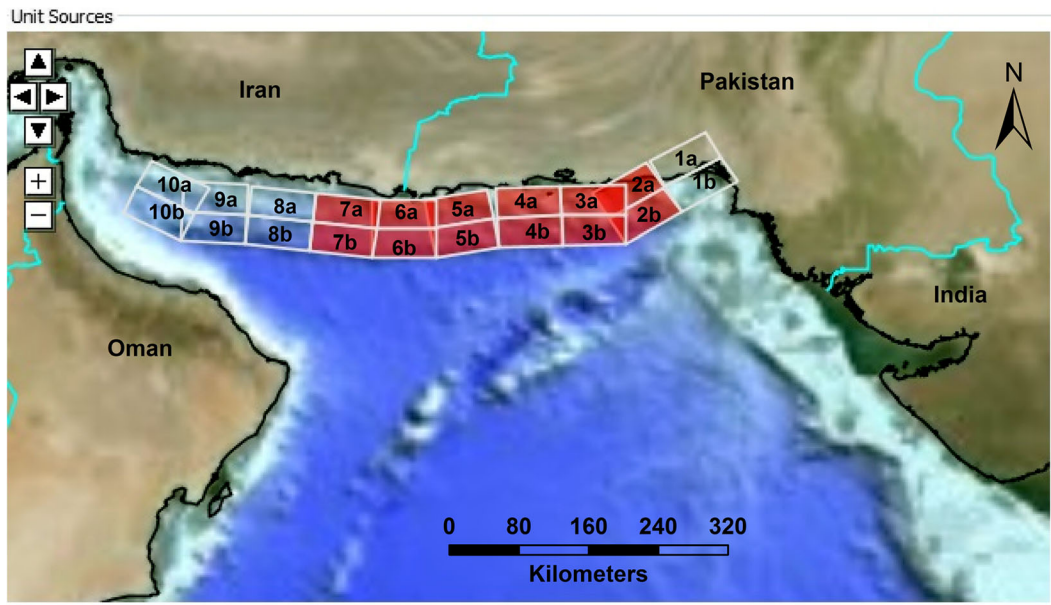 Unit Sources
Iran
Pakistan
N
1a
1b
10a
9a
8a
7a
6a
5a
4a
3a
2a
10b
9b
8b
7b
6b
5b
4b
3b
2b
India
Oman
0 80 160 240 320
Kilometers